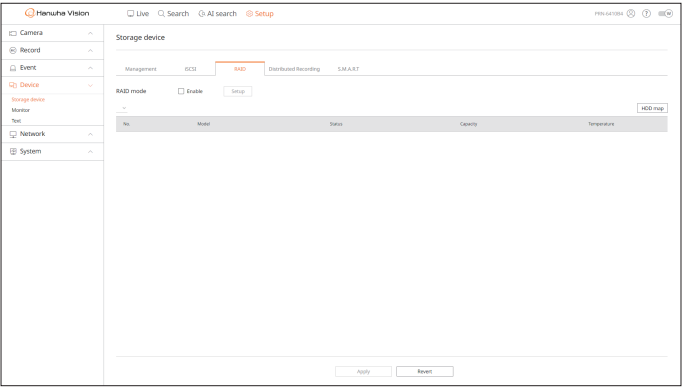 Hanwha Vision
Live Search AI search Setup
PRN-6410B4 ?
Camera
Record
Event
Device
Storage device
Monitor
Text
Network
System
Storage device
Management iSCSI RAID Distributed Recording S.M.A.R.T
RAID mode Enable Setup
HDD map
No. Model Status Capacity Temperature
Apply Revert